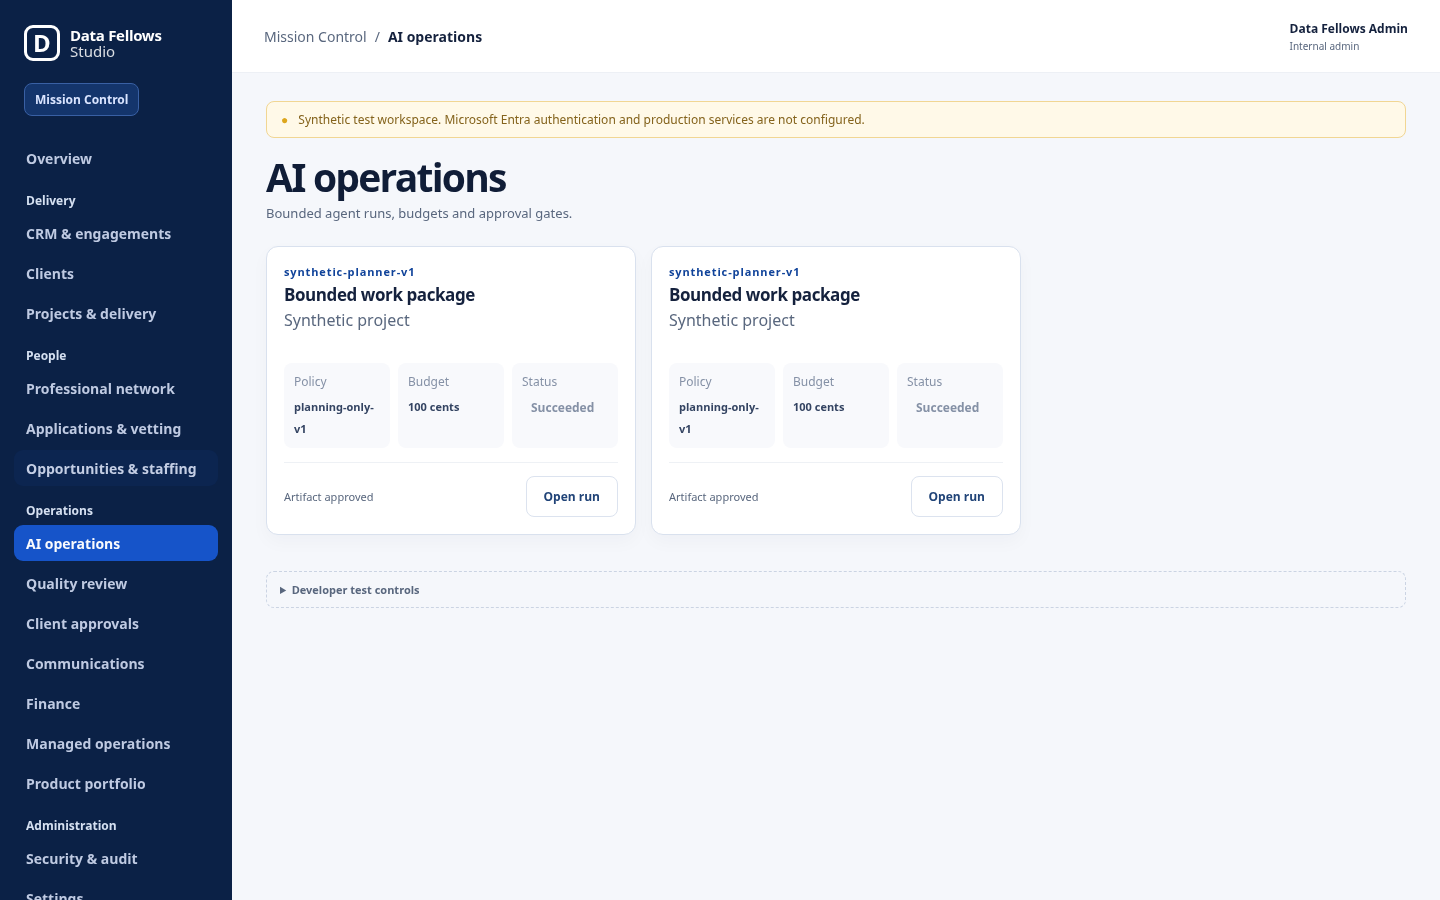 D
Data Fellows
Studio
Mission Control
Overview
Delivery
CRM & engagements
Clients
Projects & delivery
People
Professional network
Applications & vetting
Opportunities & staffing
Operations
AI operations
Quality review
Client approvals
Communications
Finance
Managed operations
Product portfolio
Administration
Security & audit
Settings
Mission Control / AI operations
Data Fellows Admin
Internal admin
Synthetic test workspace. Microsoft Entra authentication and production services are not configured.
AI operations
Bounded agent runs, budgets and approval gates.
synthetic-planner-v1
Bounded work package
Synthetic project
Policy
planning-only-
v1
Budget
100 cents
Status
Succeeded
Artifact approved
Open run
synthetic-planner-v1
Bounded work package
Synthetic project
Policy
planning-only-
v1
Budget
100 cents
Status
Succeeded
Artifact approved
Open run
Developer test controls